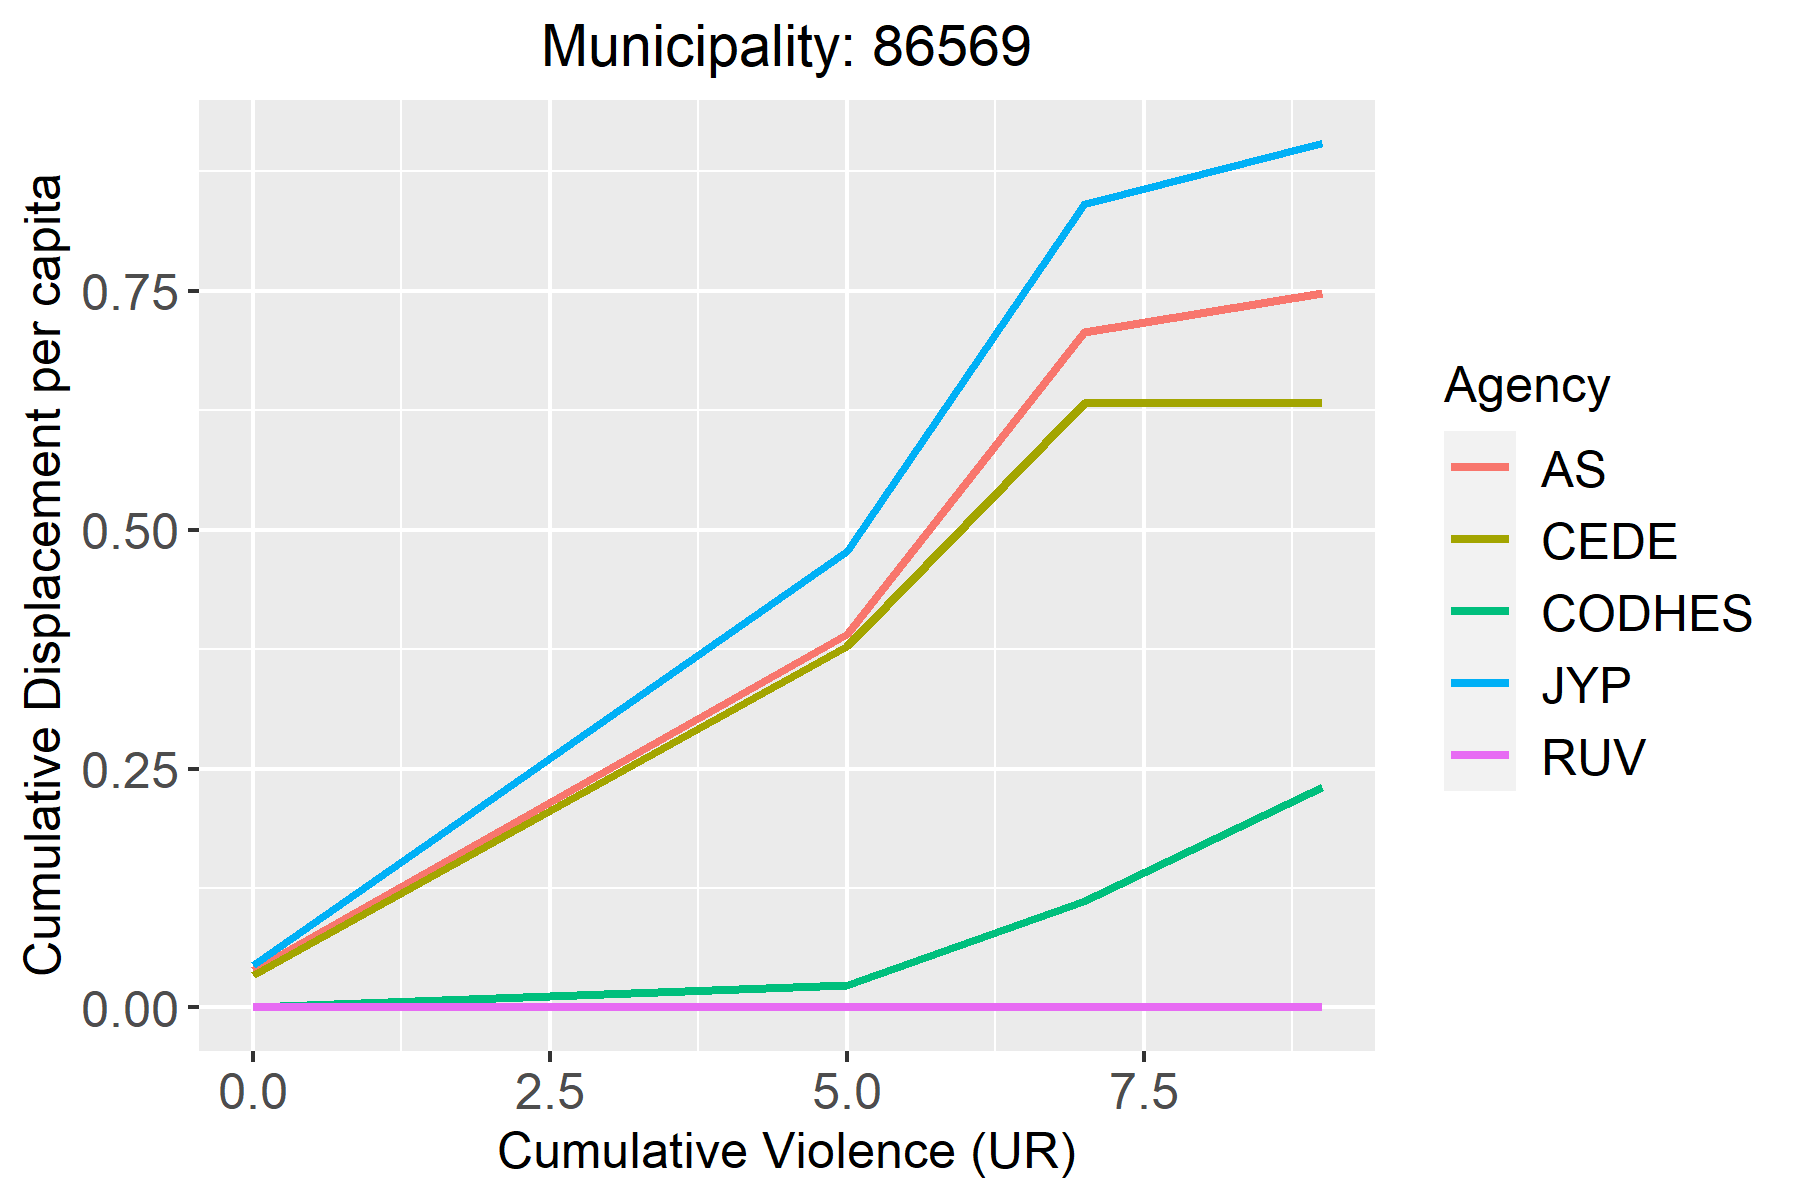 Municipality: 86569
Cumulative Displacement per capita
0.75
0.50
0.25
0.00
0.0 2.5 5.0 7.5
Cumulative Violence (UR)
Agency
AS
CEDE
CODHES
JYP
RUV